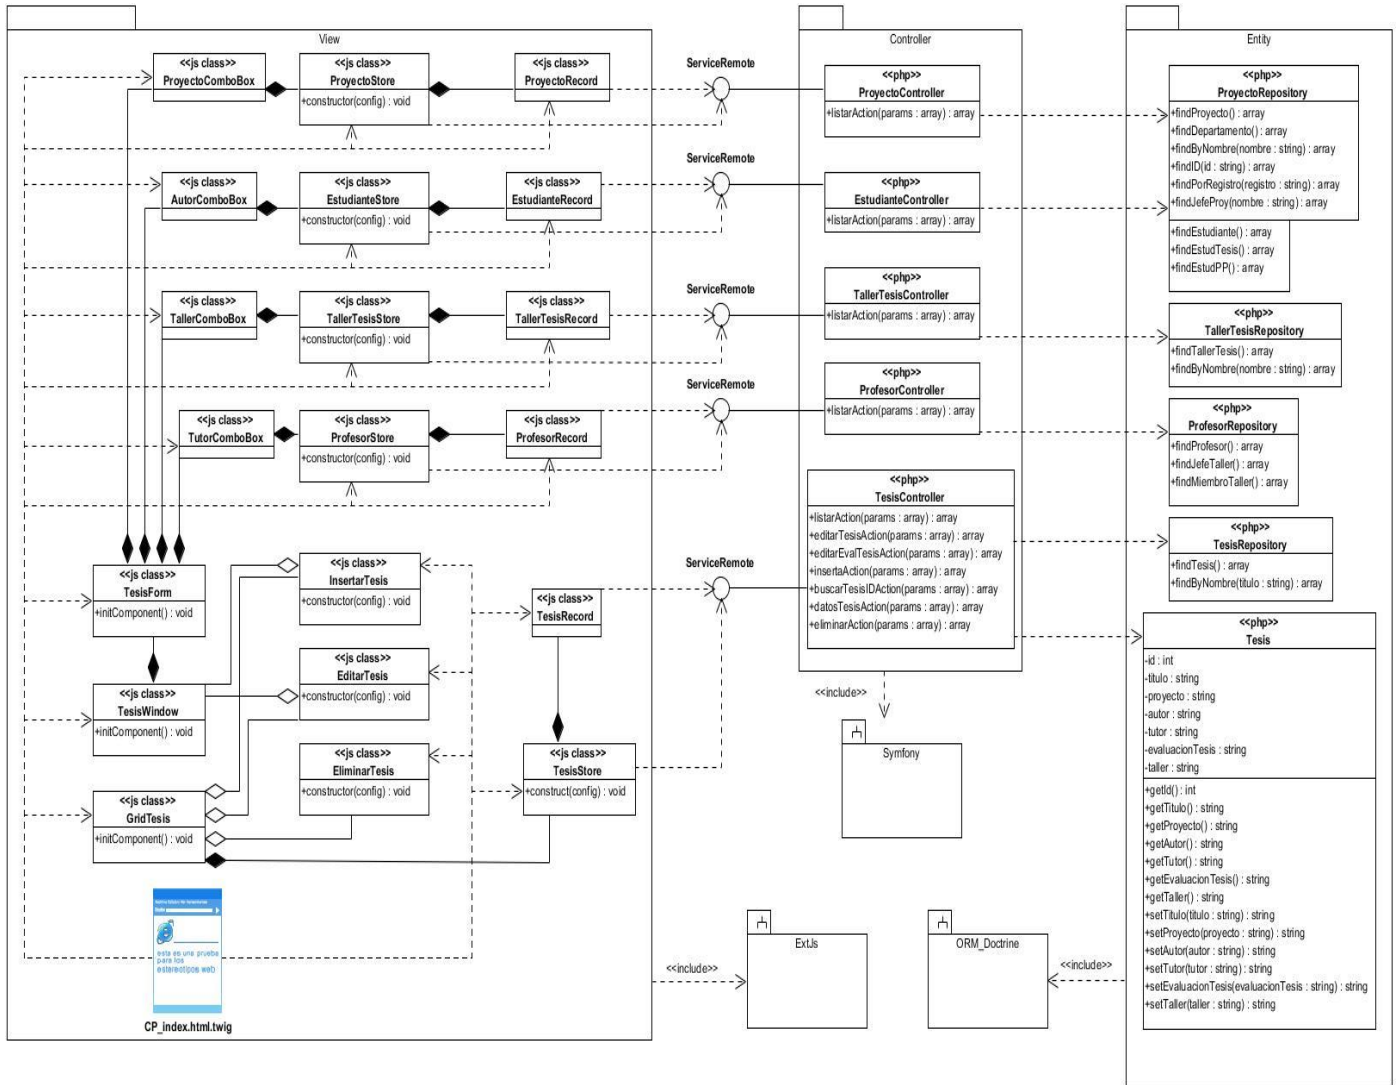 View
<<js class>>
ProyectoComboBox
<<js class>>
ProyectoStore
+constructor(config) : void
<<js class>>
ProyectoRecord
<<js class>>
AutorComboBox
<<js class>>
EstudianteStore
+constructor(config) : void
<<js class>>
EstudianteRecord
<<js class>>
TallerComboBox
<<js class>>
TallerTesisStore
+constructor(config) : void
<<js class>>
TallerTesisRecord
<<js class>>
TutorComboBox
<<js class>>
ProfesorStore
+constructor(config) : void
<<js class>>
ProfesorRecord
<<js class>>
TesisForm
+initComponent() : void
<<js class>>
InsertarTesis
+constructor(config) : void
<<js class>>
TesisRecord
<<js class>>
TesisWindow
+initComponent() : void
<<js class>>
EditarTesis
+constructor(config) : void
<<js class>>
GridTesis
+initComponent() : void
<<js class>>
EliminarTesis
+constructor(config) : void
<<js class>>
TesisStore
+construct(config) : void
esta es una prueba
para los
estereotipos web
CP_index.html.twig
ServiceRemote
ServiceRemote
ServiceRemote
ServiceRemote
ServiceRemote
Controller
<<php>>
ProyectoController
+listarAction(params : array) : array
<<php>>
EstudianteController
+listarAction(params : array) : array
<<php>>
TallerTesisController
+listarAction(params : array) : array
<<php>>
ProfesorController
+listarAction(params : array) : array
<<php>>
TesisController
+listarAction(params : array) : array
+editarTesisAction(params : array) : array
+editarEvalTesisAction(params : array) : array
+insertaAction(params : array) : array
+buscarTesisIDAction(params : array) : array
+datosTesisAction(params : array) : array
+eliminarAction(params : array) : array
<<include>>
Symfony
<<include>>
ExtJs
ORM_Doctrine
<<include>>
Entity
<<php>>
ProyectoRepository
+findProyecto() : array
+findDepartamento() : array
+findByNombre(nombre : string) : array
+findID(id : string) : array
+findPorRegistro(registro : string) : array
+findJefeProy(nombre : string) : array
+findEstudiante() : array
+findEstudTesis() : array
+findEstudPP() : array
<<php>>
TallerTesisRepository
+findTallerTesis() : array
+findByNombre(nombre : string) : array
<<php>>
ProfesorRepository
+findProfesor() : array
+findJefeTaller() : array
+findMiembroTaller() : array
<<php>>
TesisRepository
+findTesis() : array
+findByNombre(titulo : string) : array
<<php>>
Tesis
-id : int
-titulo : string
-proyecto : string
-autor : string
-tutor : string
-evaluacionTesis : string
-taller : string
+getId() : int
+getTitulo() : string
+getProyecto() : string
+getAutor() : string
+getTutor() : string
+getEvaluacionTesis() : string
+getTaller() : string
+setTitulo(titulo : string) : string
+setProyecto(proyecto : string) : string
+setAutor(autor : string) : string
+setTutor(tutor : string) : string
+setEvaluacionTesis(evaluacionTesis : string) : string
+setTaller(taller : string) : string